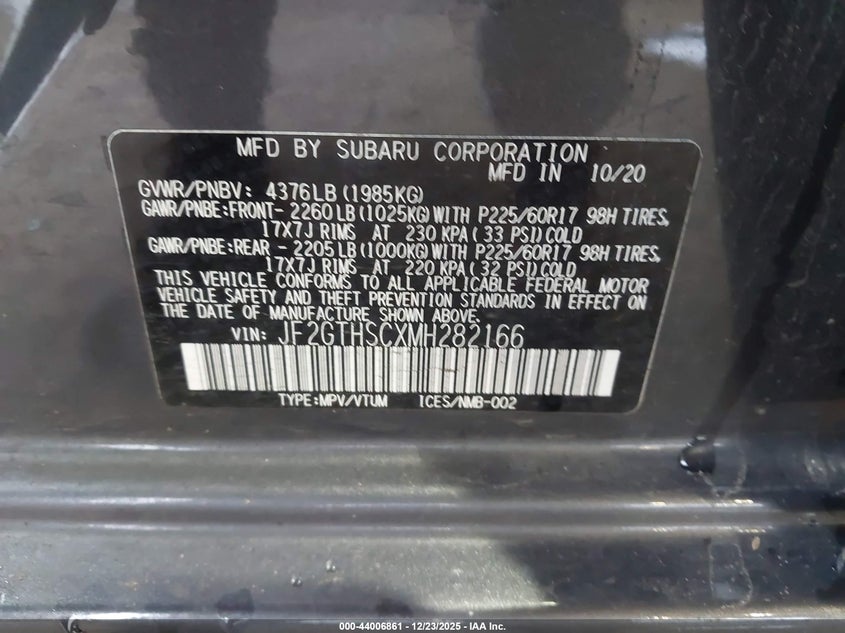 MFD BY SUBARU CORPORATION
MFD IN 10/20
GVWR/PNBV: 4376LB (1985KG)
GAWR/PNBE:FRONT- 2260LB (1025KG) WITH P225/60R17 98H TIRES,
17X7J RIMS AT 230 KPA ( 33 PSI) COLD
GAWR/PNBE:REAR - 2205LB (1000KG) WITH P225/60R17 98H TIRES,
17X7J RIMS AT 220 KPA ( 32 PSI) COLD
THIS VEHICLE CONFORMS TO ALL APPLICABLE FEDERAL MOTOR
VEHICLE SAFETY AND THEFT PREVENTION STANDARDS IN EFFECT ON
THE DATE OF MANUFACTURE SHOWN ABOVE.
VIN: JF2GTHSCXMH282166
TYPE:MPV/VTUM ICES/NMB-002
000-44006861 - 12/23/2025 - IAA Inc.